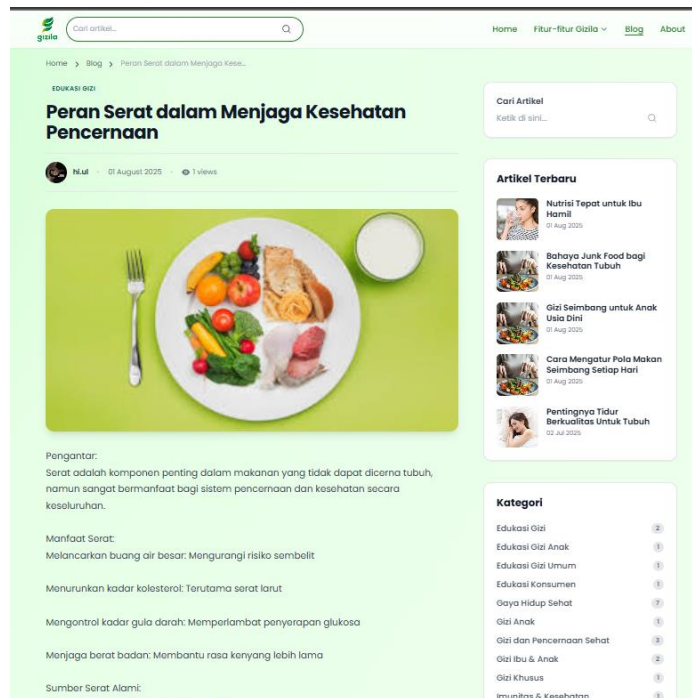 gizila
Cari artikel...
Home
Fitur-fitur Gizila
Blog
About
Home > Blog > Peran Serat dalam Menjaga Kese...
EDUKASI GIZI
Peran Serat dalam Menjaga Kesehatan
Pencernaan
hi.ul · 01 August 2025 · 1 views
Pengantar:
Serat adalah komponen penting dalam makanan yang tidak dapat dicerna tubuh,
namun sangat bermanfaat bagi sistem pencernaan dan kesehatan secara
keseluruhan.
Manfaat Serat:
Melancarkan buang air besar: Mengurangi risiko sembelit
Menurunkan kadar kolesterol: Terutama serat larut
Mengontrol kadar gula darah: Memperlambat penyerapan glukosa
Menjaga berat badan: Membantu rasa kenyang lebih lama
Sumber Serat Alami:
Cari Artikel
Ketik di sini...
Artikel Terbaru
Nutrisi Tepat untuk Ibu
Hamil
01 Aug 2025
Bahaya Junk Food bagi
Kesehatan Tubuh
01 Aug 2025
Gizi Seimbang untuk Anak
Usia Dini
01 Aug 2025
Cara Mengatur Pola Makan
Seimbang Setiap Hari
01 Aug 2025
Pentingnya Tidur
Berkualitas Untuk Tubuh
02 Jul 2025
Kategori
Edukasi Gizi 2
Edukasi Gizi Anak 1
Edukasi Gizi Umum 1
Edukasi Konsumen 1
Gaya Hidup Sehat 7
Gizi Anak 1
Gizi dan Pencernaan Sehat 3
Gizi Ibu & Anak 2
Gizi Khusus 1
Imunitas & Kesehatan 1